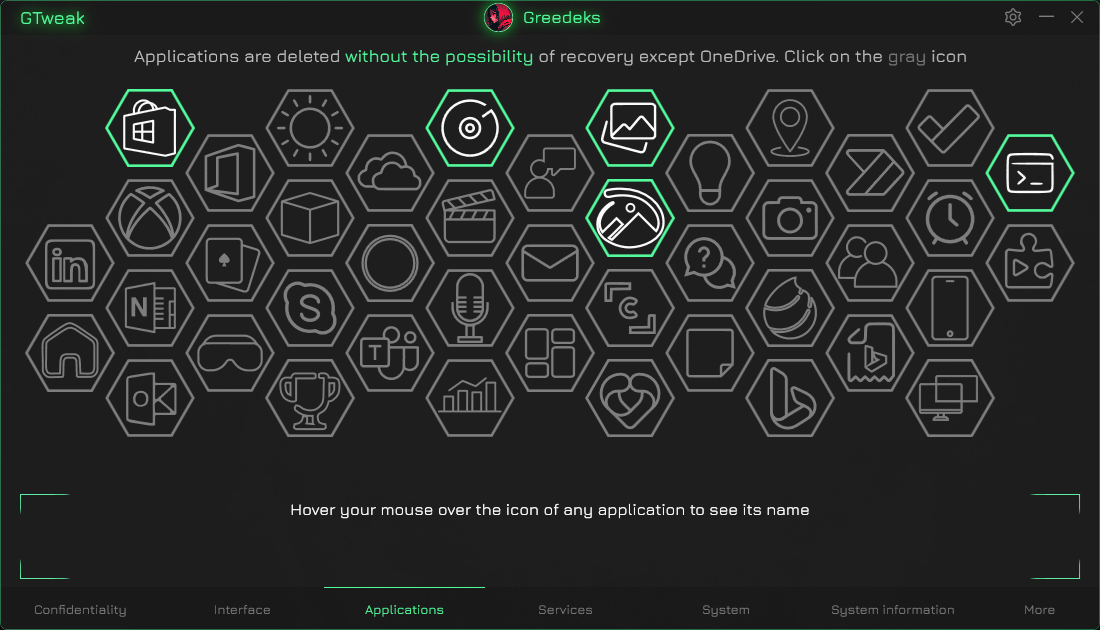 GTweak
Greedeks
Applications are deleted without the possibility of recovery except OneDrive. Click on the gray icon
in
N
S
T
O
C
?
Hover your mouse over the icon of any application to see its name
Confidentiality Interface Applications Services System System information More